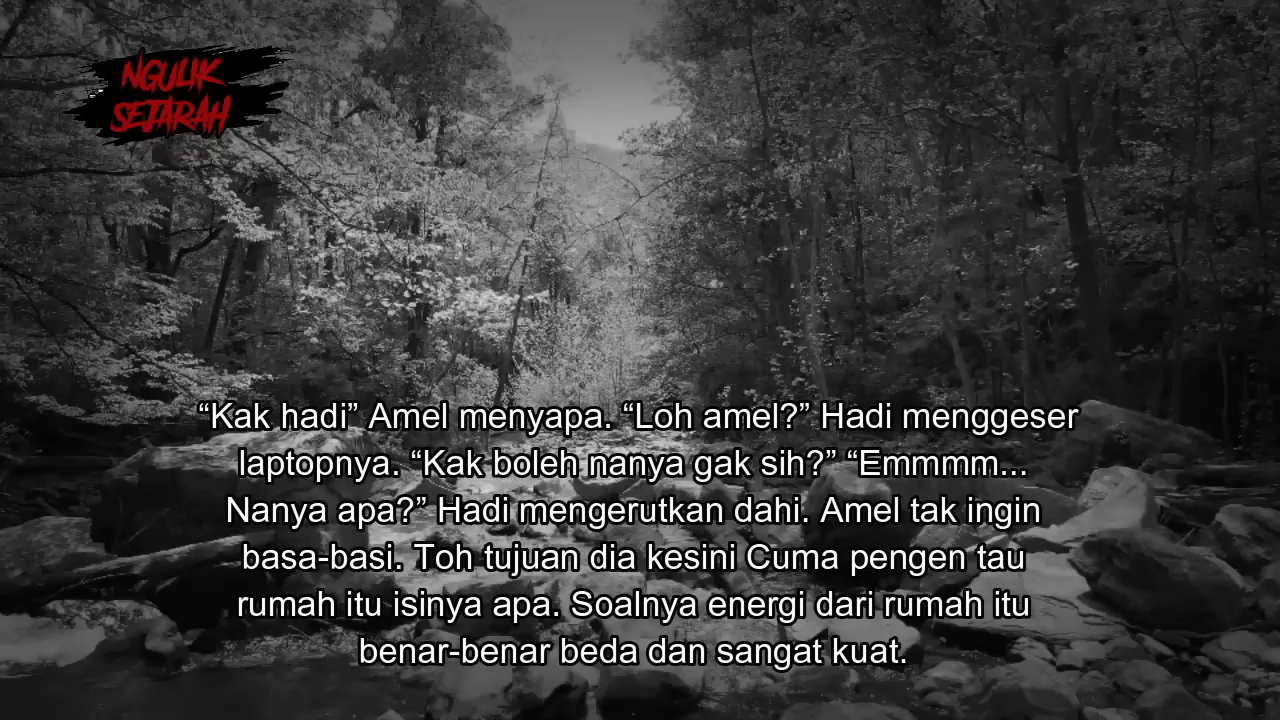 NGULIK
SEJARAH
“Kak hadi” Amel menyapa. “Loh amel?” Hadi menggeser
laptopnya. “Kak boleh nanya gak sih?” “Emmmm...
Nanya apa?” Hadi mengerutkan dahi. Amel tak ingin
basa-basi. Toh tujuan dia kesini Cuma pengen tau
rumah itu isinya apa. Soalnya energi dari rumah itu
benar-benar beda dan sangat kuat.